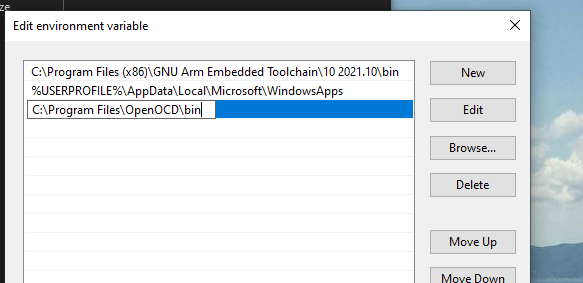 ze
Edit environment variable
C:\Program Files (x86)\GNU Arm Embedded Toolchain\10 2021.10\bin
New
%USERPROFILE%\AppData\Local\Microsoft\WindowsApps
C:\Program Files\OpenOCD\bin
Edit
Browse...
Delete
Move Up
Move Down